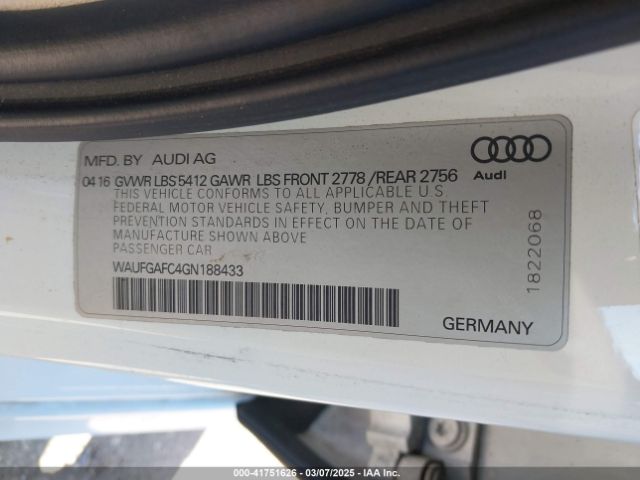 MFD. BY AUDI AG
Audi
04 16 GVWR LBS 5412 GAWR LBS FRONT 2778 / REAR 2756
THIS VEHICLE CONFORMS TO ALL APPLICABLE U.S.
FEDERAL MOTOR VEHICLE SAFETY, BUMPER AND THEFT
PREVENTION STANDARDS IN EFFECT ON THE DATE OF
MANUFACTURE SHOWN ABOVE
PASSENGER CAR
WAUFGAFC4GN188433
1822068
GERMANY
000-41751626 - 03/07/2025 - IAA Inc.